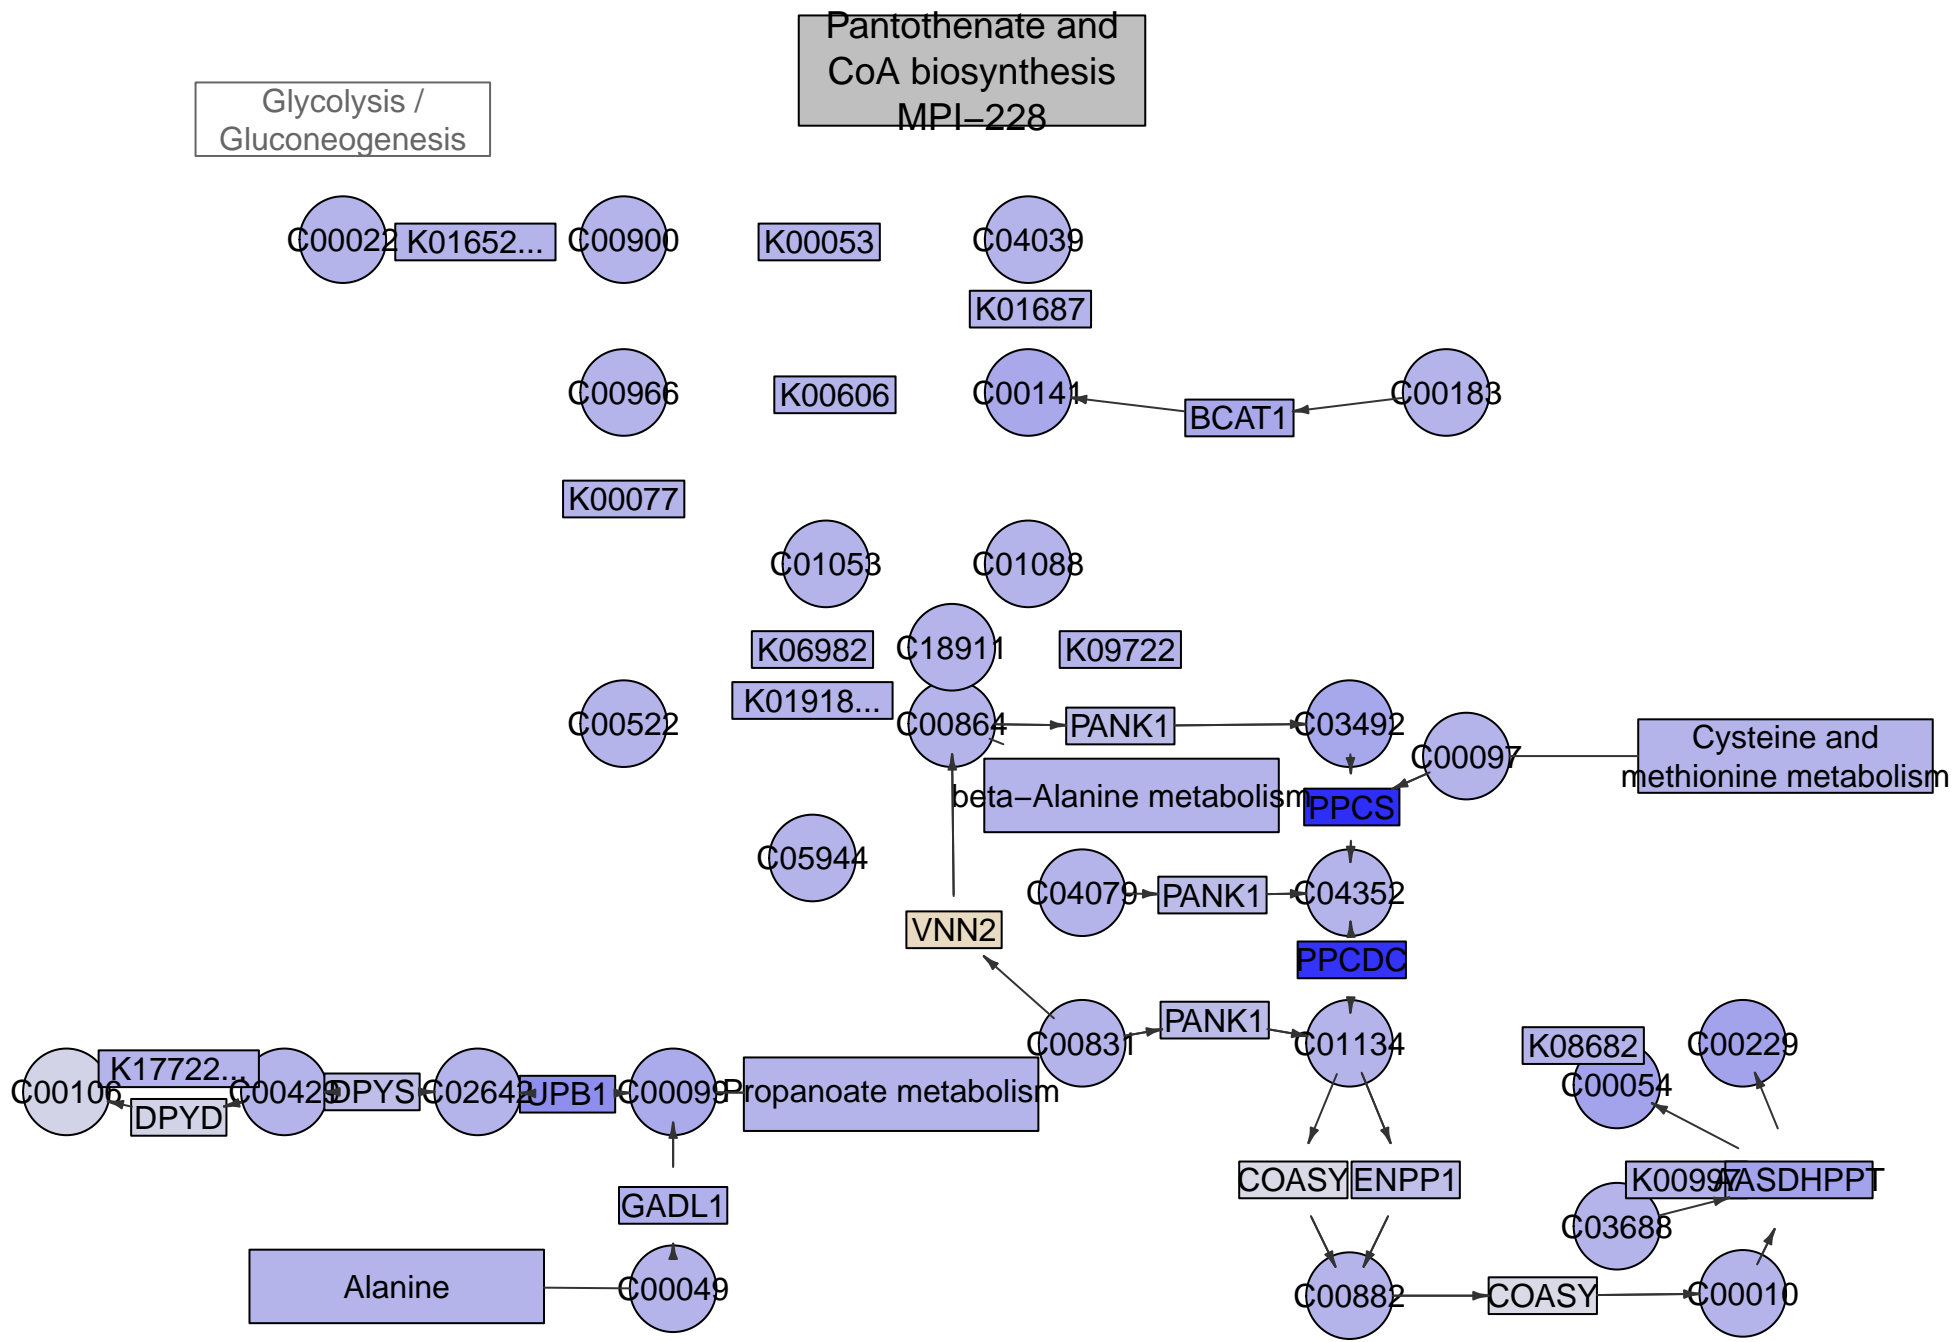 Pantothenate and
CoA biosynthesis
MPI−228
Glycolysis /
Gluconeogenesis
C00022
K01652...
C00900
K00053
C04039
K01687
C00966
K00606
C00141
BCAT1
C00183
K00077
C01053
C01088
K06982
C18911
K09722
K01918...
C00522
C00864
PANK1
C03492
C00097
Cysteine and
methionine metabolism
beta−Alanine metabolism
PPCS
C05944
C04079
PANK1
C04352
VNN2
PPCDC
C00831
PANK1
C01134
K08682
C00229
C00054
C00106
K17722...
DPYD
C00429
DPYS
C02642
UPB1
C00099
Propanoate metabolism
COASY
ENPP1
K00997
AASDHPPT
GADL1
C03688
Alanine
C00049
C00882
COASY
C00010